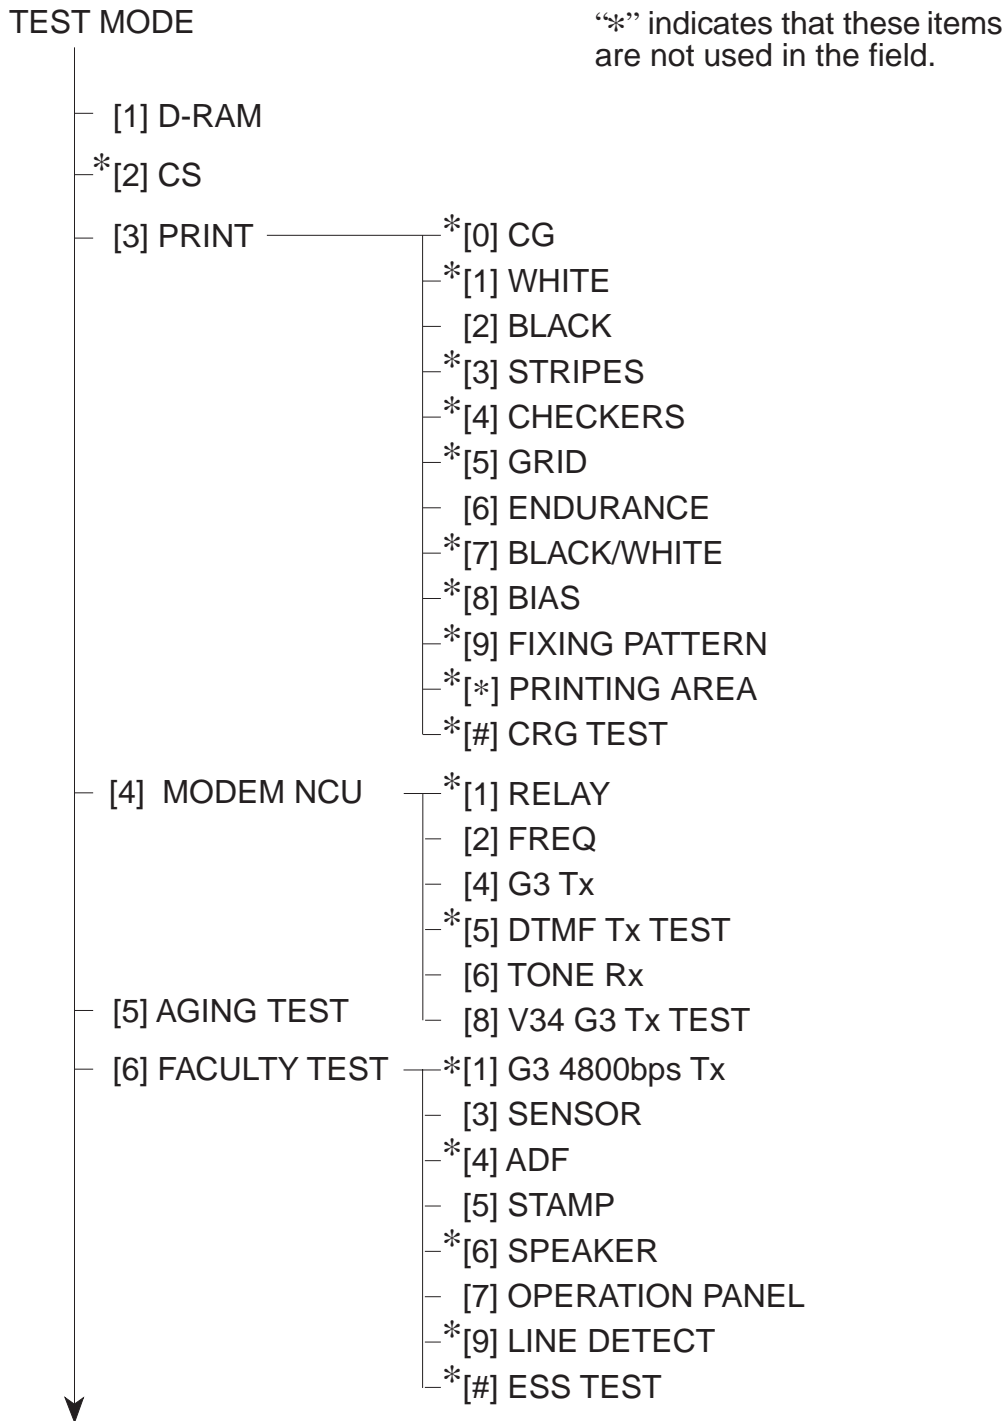 TEST MODE
“*” indicates that these items
are not used in the field.
[1] D-RAM
*[2] CS
[3] PRINT
*[0] CG
*[1] WHITE
[2] BLACK
*[3] STRIPES
*[4] CHECKERS
*[5] GRID
[6] ENDURANCE
*[7] BLACK/WHITE
*[8] BIAS
*[9] FIXING PATTERN
*[*] PRINTING AREA
*[#] CRG TEST
[4] MODEM NCU
*[1] RELAY
[2] FREQ
[4] G3 Tx
*[5] DTMF Tx TEST
[6] TONE Rx
[8] V34 G3 Tx TEST
[5] AGING TEST
[6] FACULTY TEST
*[1] G3 4800bps Tx
[3] SENSOR
*[4] ADF
[5] STAMP
*[6] SPEAKER
[7] OPERATION PANEL
*[9] LINE DETECT
*[#] ESS TEST